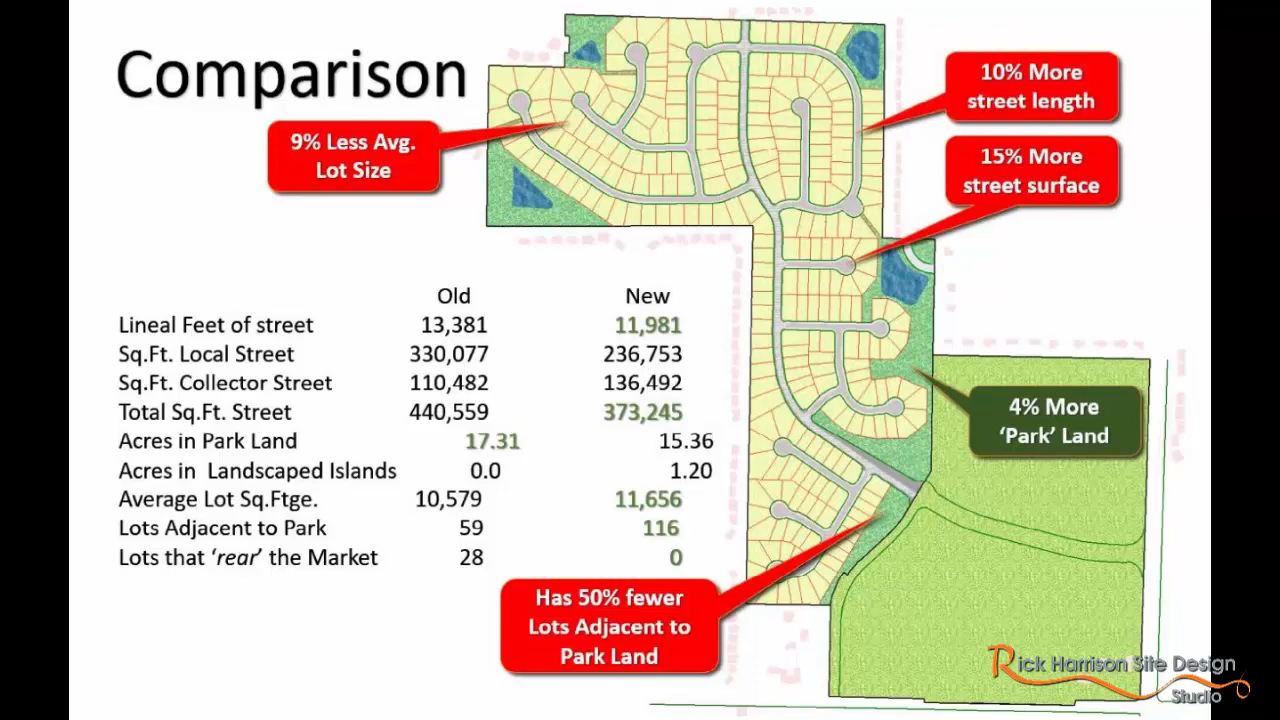 Comparison
9% Less Avg.
Lot Size
10% More
street length
15% More
street surface
Old New
Lineal Feet of street 13,381 11,981
Sq.Ft. Local Street 330,077 236,753
Sq.Ft. Collector Street 110,482 136,492
Total Sq.Ft. Street 440,559 373,245
Acres in Park Land 17.31 15.36
Acres in Landscaped Islands 0.0 1.20
Average Lot Sq.Ftge. 10,579 11,656
Lots Adjacent to Park 59 116
Lots that ‘rear’ the Market 28 0
4% More
‘Park’ Land
Has 50% fewer
Lots Adjacent to
Park Land
Rick Harrison Site Design
Studio